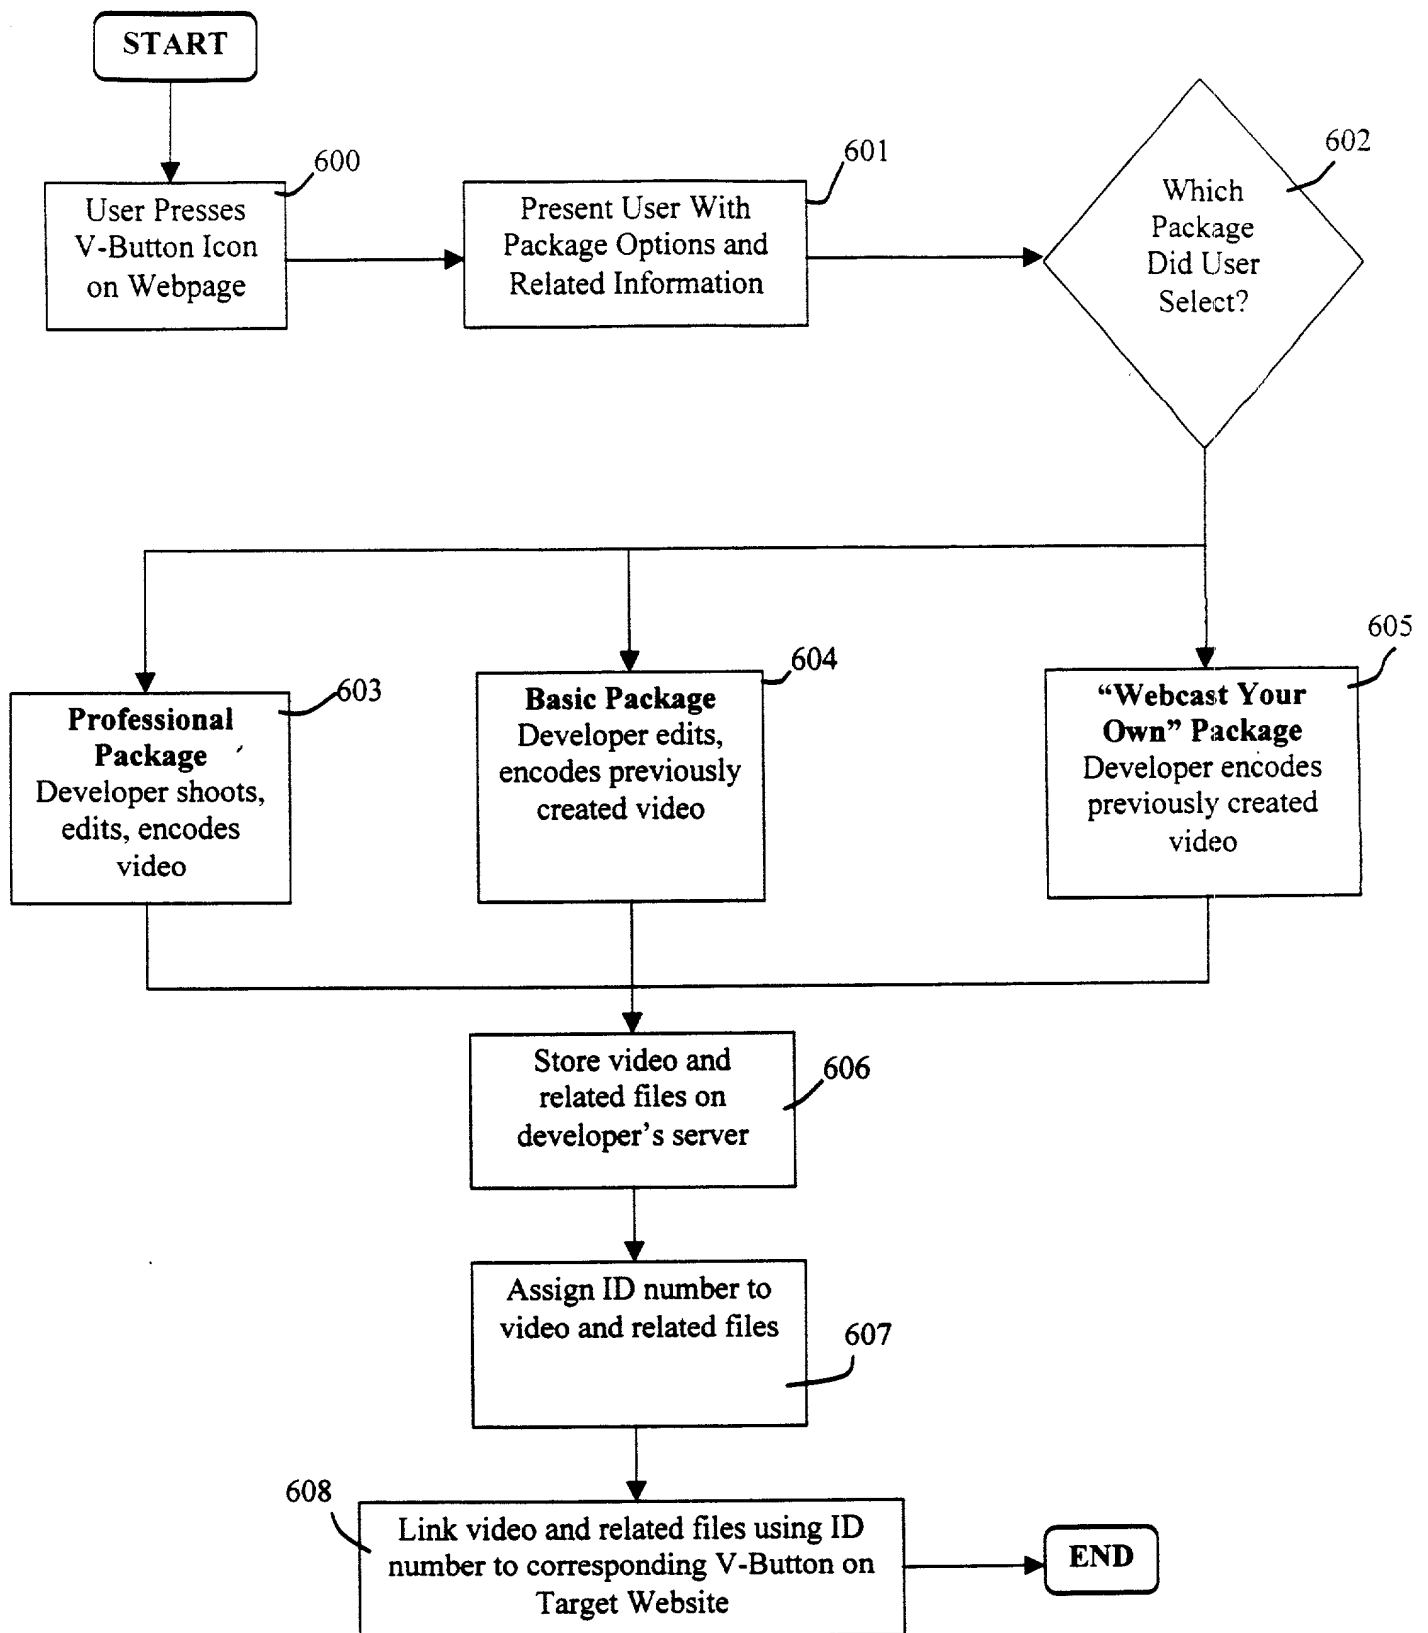 START
600
User Presses
V-Button Icon
on Webpage
601
Present User With
Package Options and
Related Information
602
Which
Package
Did User
Select?
603
Professional
Package
Developer shoots,
edits, encodes
video
604
Basic Package
Developer edits,
encodes previously
created video
605
“Webcast Your
Own” Package
Developer encodes
previously created
video
606
Store video and
related files on
developer’s server
607
Assign ID number to
video and related files
608
Link video and related files using ID
number to corresponding V-Button on
Target Website
END